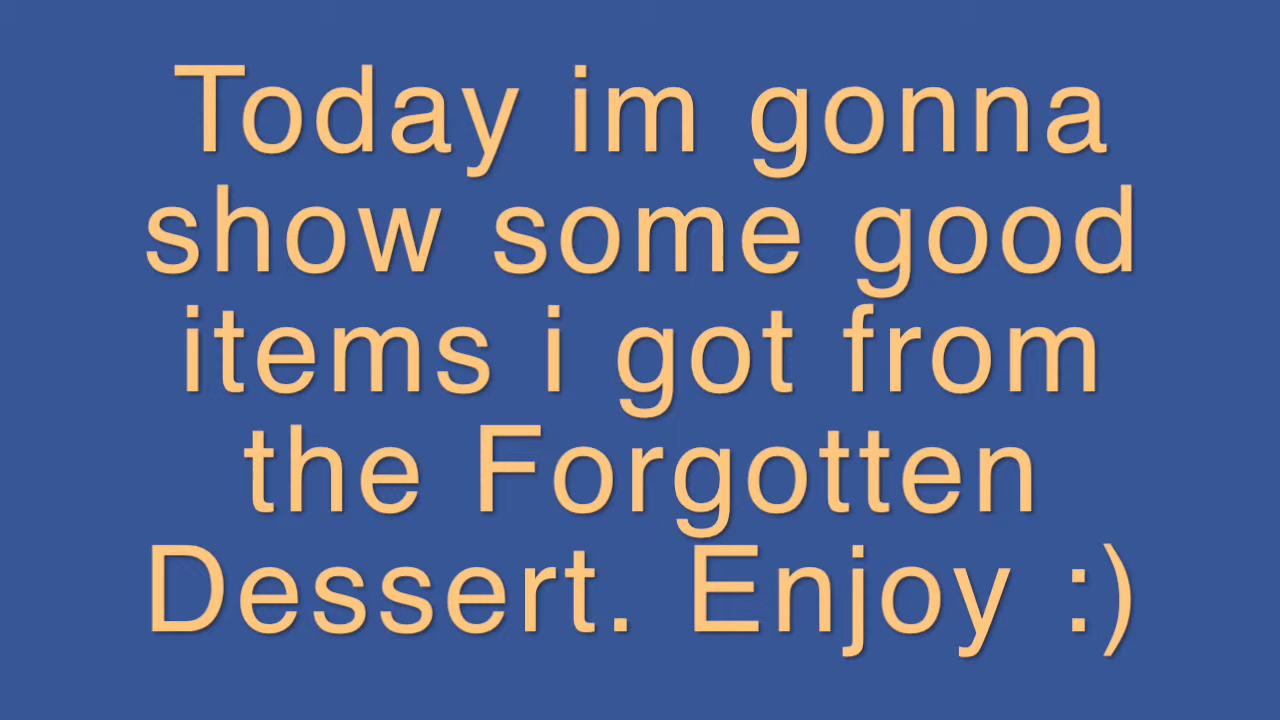 Today im gonna
show some good
items i got from
the Forgotten
Dessert. Enjoy :)